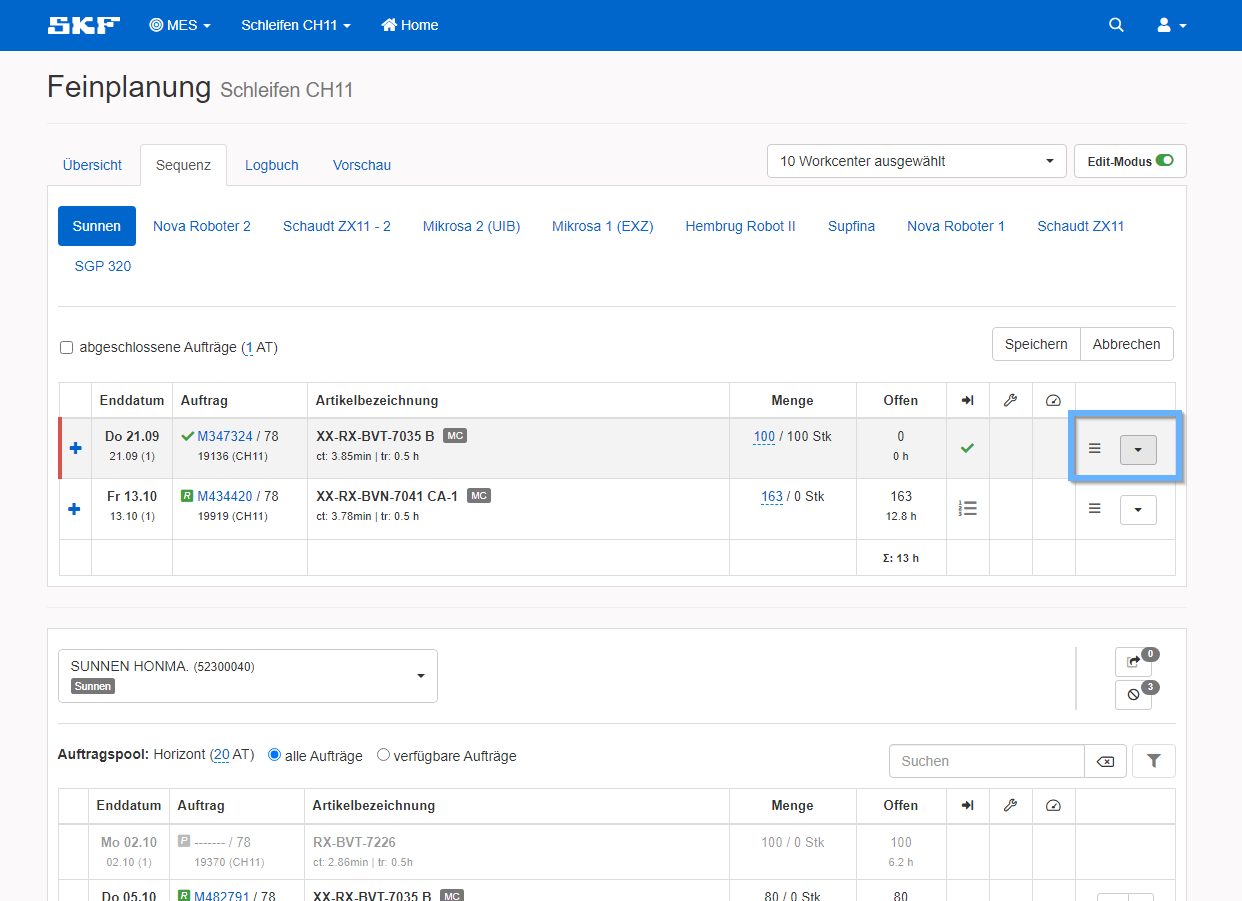 SKF MES Schleifen CH11 Home
Feinplanung Schleifen CH11
Übersicht Sequenz Logbuch Vorschau 10 Workcenter ausgewählt Edit-Modus
Sunnen Nova Roboter 2 Schaudt ZX11 - 2 Mikrosa 2 (UIB) Mikrosa 1 (EXZ) Hembrug Robot II Supfina Nova Roboter 1 Schaudt ZX11
SGP 320
abgeschlossene Aufträge (1 AT) Speichern Abbrechen
Enddatum Auftrag Artikelbezeichnung Menge Offen
Do 21.09 M347324 / 78 XX-RX-BVT-7035 B MC 100 / 100 Stk 0
21.09 (1) 19136 (CH11) ct: 3.85min | tr: 0.5 h 0 h
Fr 13.10 R M434420 / 78 XX-RX-BVN-7041 CA-1 MC 163 / 0 Stk 163
13.10 (1) 19919 (CH11) ct: 3.78min | tr: 0.5 h 12.8 h
Σ: 13 h
SUNNEN HONMA. (52300040) 0
Sunnen 3
Auftragspool: Horizont (20 AT) alle Aufträge verfügbare Aufträge Suchen
Enddatum Auftrag Artikelbezeichnung Menge Offen
Mo 02.10 P ------- / 78 RX-BVT-7226 100 / 0 Stk 100
02.10 (1) 19370 (CH11) ct: 2.86min | tr: 0.5h 6.2 h
Do 05.10 R M482791 / 78 XX-RX-BVT-7035 B MC 80 / 0 Stk 80